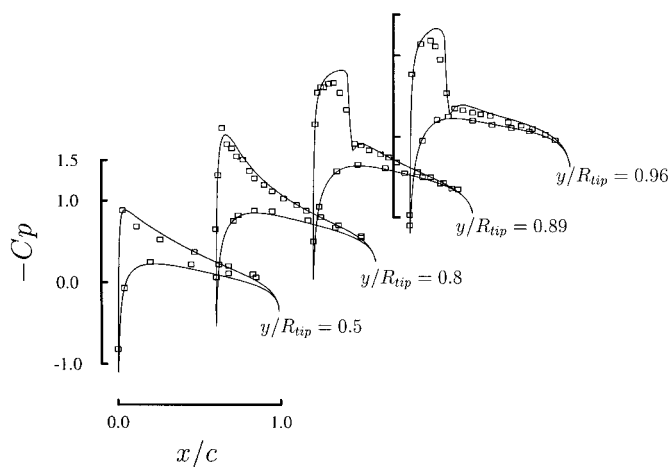 1.5
1.0
0.0
-1.0
−Cp
0.0
1.0
x/c
y/R_tip = 0.5
y/R_tip = 0.8
y/R_tip = 0.89
y/R_tip = 0.96